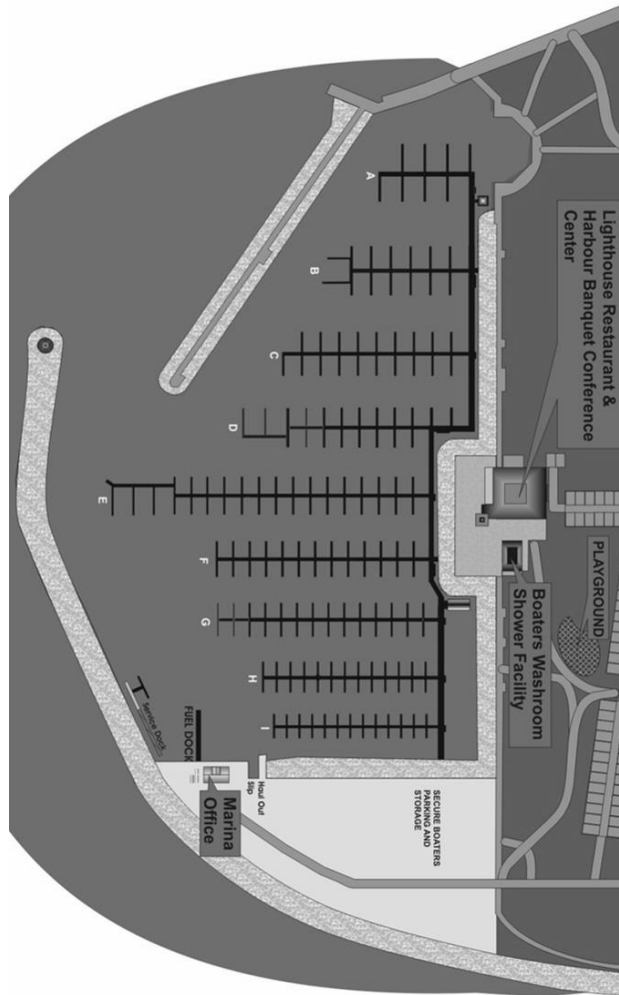 Lighthouse Restaurant &
Harbour Banquet Conference
Center
PLAYGROUND
Boaters Washroom
Shower Facility
A
B
C
D
E
F
G
H
I
Service Dock
FUEL DOCK
Marina
Office
Haul Out
Slip
SECURE BOATERS
PARKING AND
STORAGE